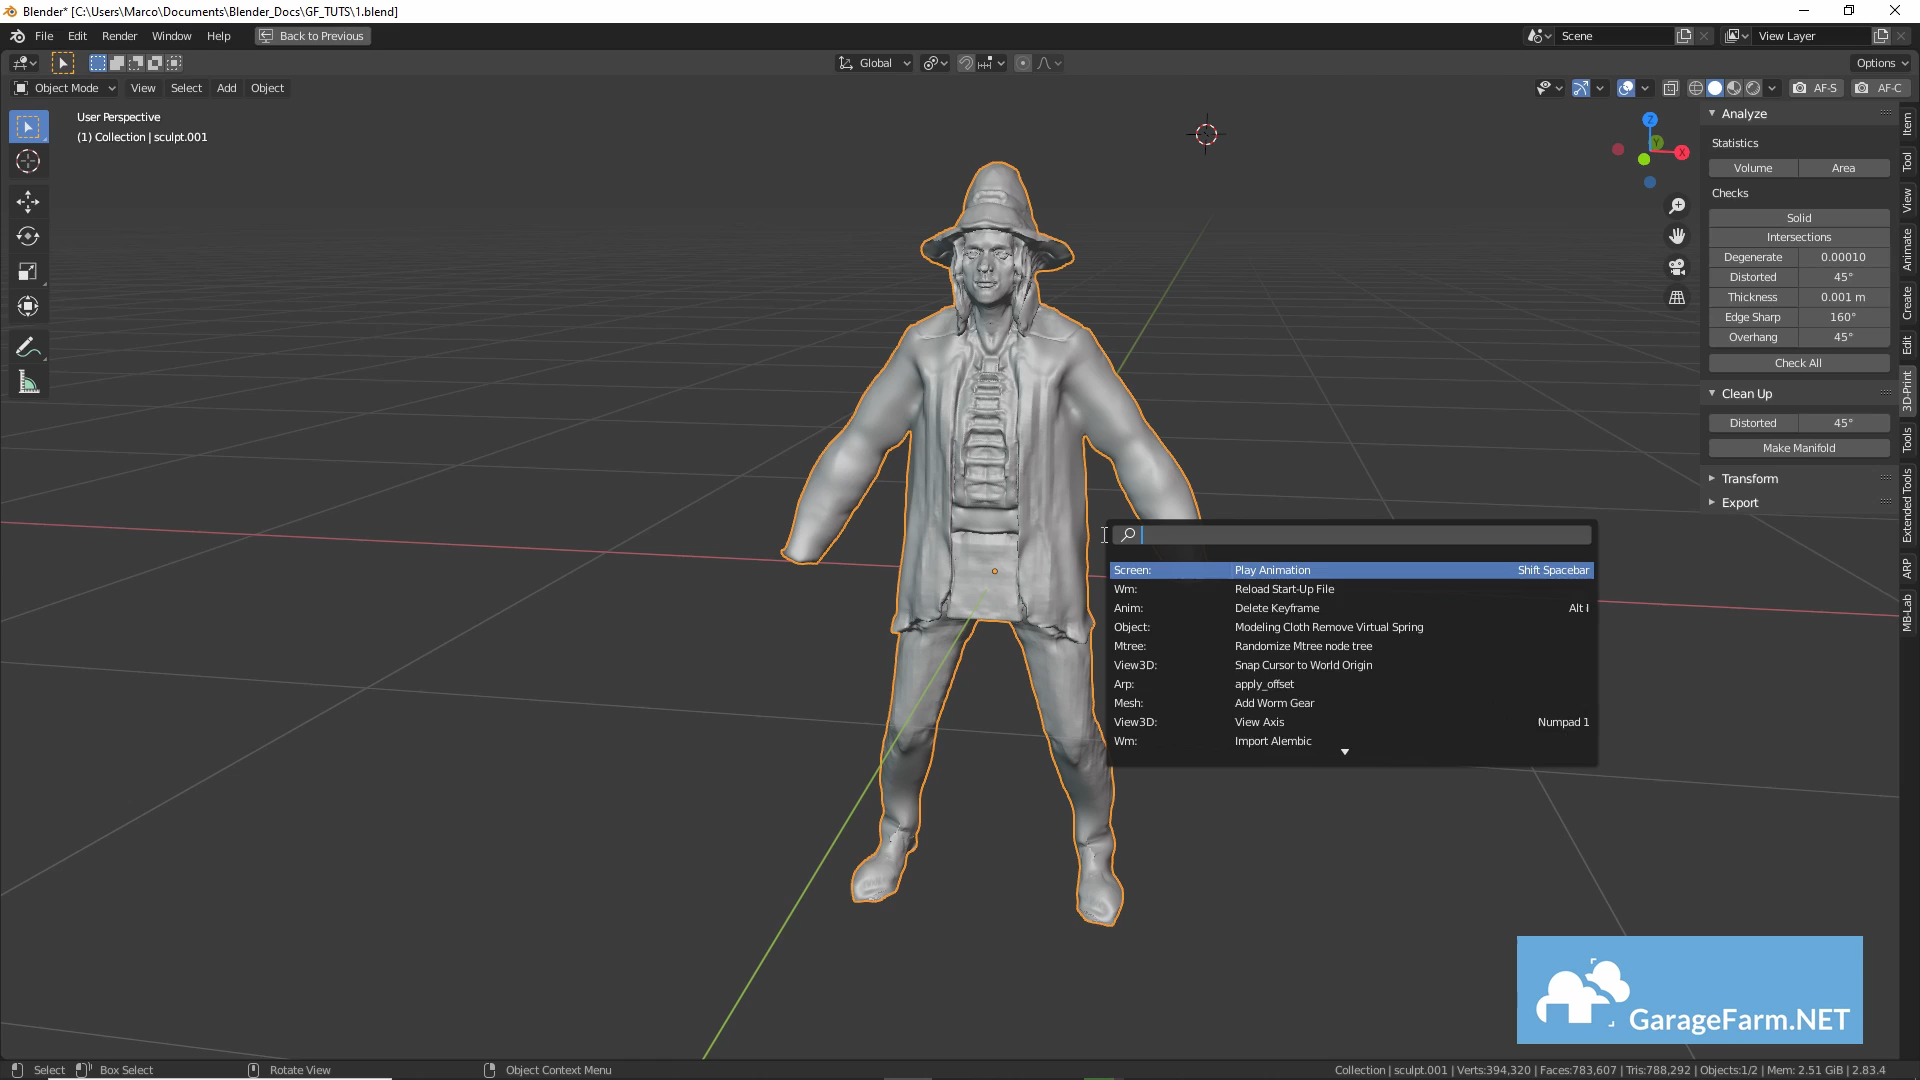 Blender* [C:\Users\Marco\Documents\Blender_Docs\GF_TUTS\1.blend]
File Edit Render Window Help Back to Previous Scene View Layer
Global Options
Object Mode View Select Add Object AF-S AF-C
User Perspective
(1) Collection | sculpt.001
Z
Y
X
Analyze
Statistics
Volume Area
Checks
Solid
Intersections
Degenerate 0.00010
Distorted 45°
Thickness 0.001 m
Edge Sharp 160°
Overhang 45°
Check All
Clean Up
Distorted 45°
Make Manifold
Transform
Export
Item
Tool
View
Animate
Create
Edit
3D-Print
Tools
Extended Tools
ARP
MB-Lab
Screen: Play Animation Shift Spacebar
Wm: Reload Start-Up File
Anim: Delete Keyframe Alt I
Object: Modeling Cloth Remove Virtual Spring
Mtree: Randomize Mtree node tree
View3D: Snap Cursor to World Origin
Arp: apply_offset
Mesh: Add Worm Gear
View3D: View Axis Numpad 1
Wm: Import Alembic
GarageFarm.NET
Select Box Select Rotate View Object Context Menu
Collection | sculpt.001 | Verts:394,320 | Faces:783,607 | Tris:788,292 | Objects:1/2 | Mem: 2.51 GiB | 2.83.4